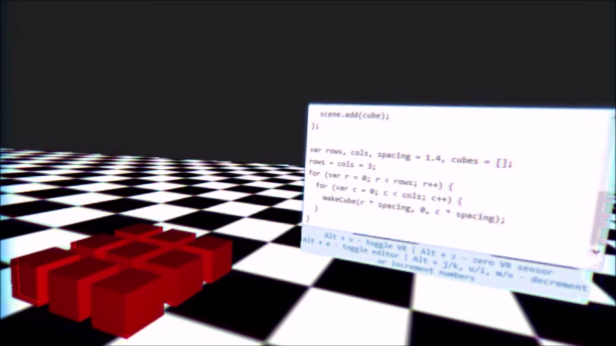 scene.add(cube);
};
var rows, cols, spacing = 1.4, cubes = [];
rows = cols = 3;
for (var r = 0; r < rows; r++) {
for (var c = 0; c < cols; c++) {
makeCube(r * spacing, 0, c * spacing);
}
}
Alt + v - toggle VR | Alt + z - zero VR sensor
Alt + e - toggle editor | Alt + j/k, u/i, m/n - decrement
or increment numbers